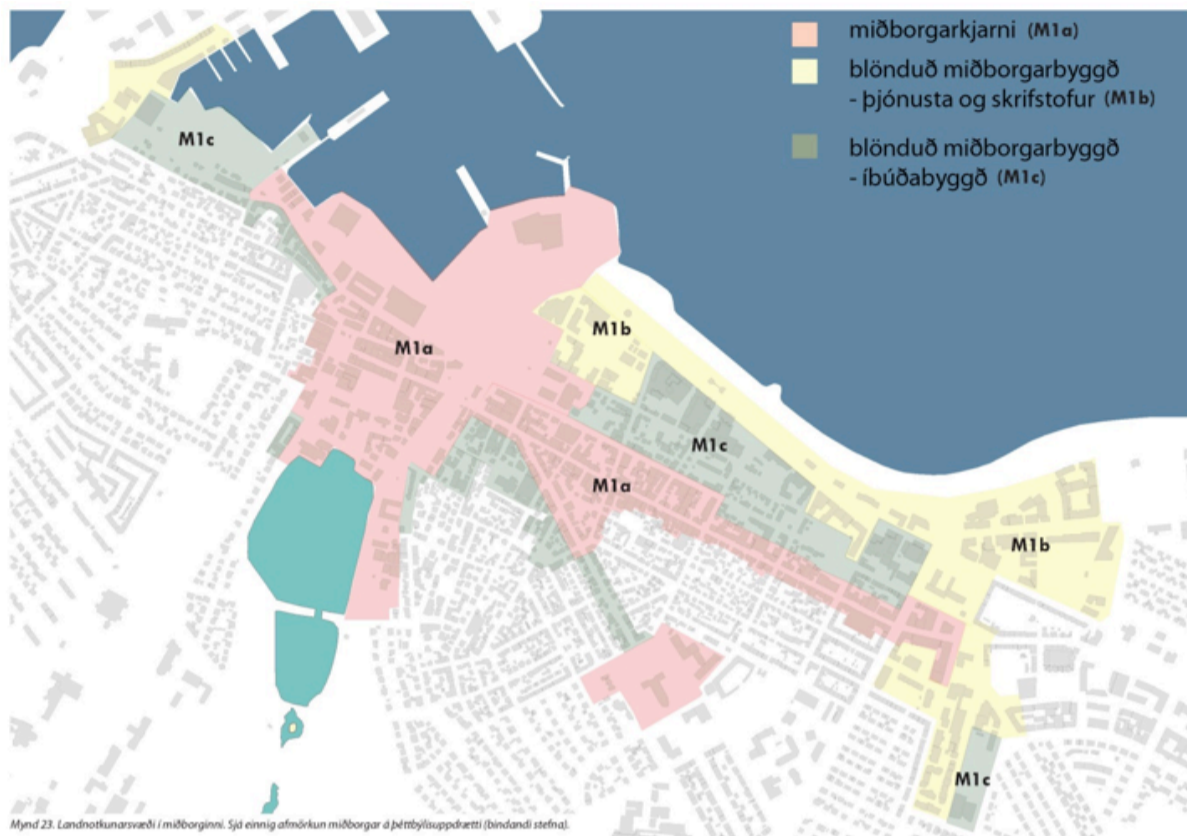 miðborgarkjarni (M1a)
blönduð miðborgarbyggð
- þjónusta og skrifstofur (M1b)
blönduð miðborgarbyggð
- íbúðabyggð (M1c)
M1c
M1b
M1a
M1c
M1a
M1b
M1c
Mynd 23. Landnotkunarsvæði í miðborginni. Sjá einnig afmörkun miðborgar á þéttbýlisuppdrætti (bindandi stefna).